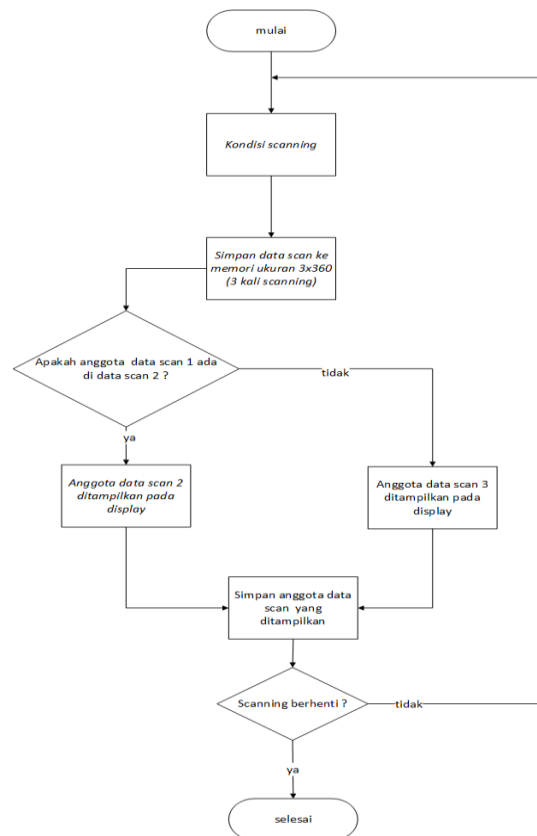 mulai
Kondisi scanning
Simpan data scan ke
memori ukuran 3x360
(3 kali scanning)
Apakah anggota data scan 1 ada
di data scan 2 ?
tidak
ya
Anggota data scan 2
ditampilkan pada
display
Anggota data scan 3
ditampilkan pada
display
Simpan anggota data
scan yang
ditampilkan
Scanning berhenti ?
tidak
ya
selesai